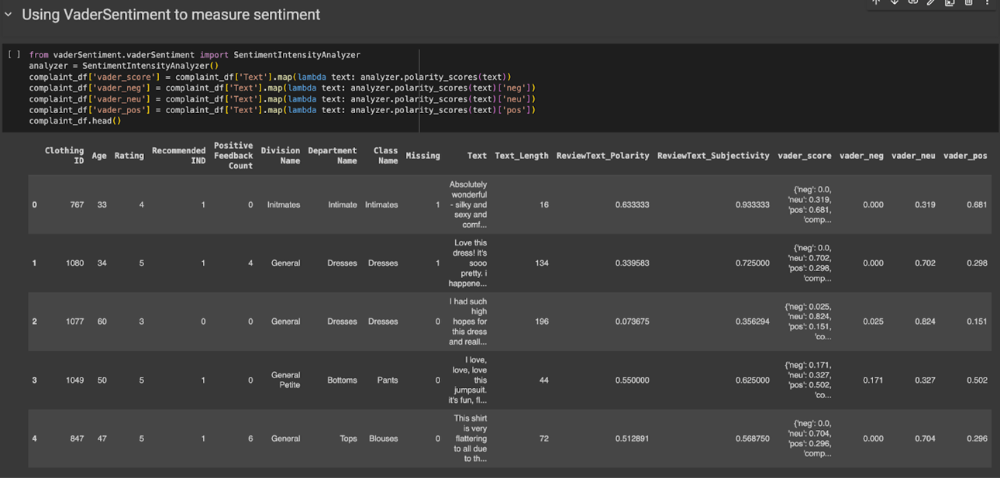 Using VaderSentiment to measure sentiment
[ ] from vaderSentiment.vaderSentiment import SentimentIntensityAnalyzer
analyzer = SentimentIntensityAnalyzer()
complaint_df['vader_score'] = complaint_df['Text'].map(lambda text: analyzer.polarity_scores(text))
complaint_df['vader_neg'] = complaint_df['Text'].map(lambda text: analyzer.polarity_scores(text)['neg'])
complaint_df['vader_neu'] = complaint_df['Text'].map(lambda text: analyzer.polarity_scores(text)['neu'])
complaint_df['vader_pos'] = complaint_df['Text'].map(lambda text: analyzer.polarity_scores(text)['pos'])
complaint_df.head()
Clothing ID Age Rating Recommended IND Positive Feedback Count Division Name Department Name Class Name Missing Text Text_Length ReviewText_Polarity ReviewText_Subjectivity vader_score vader_neg vader_neu vader_pos
0 767 33 4 1 0 Initmates Intimate Intimates 1 Absolutely wonderful - silky and sexy and comf... 16 0.633333 0.933333 {'neg': 0.0, 'neu': 0.319, 'pos': 0.681, 'comp... 0.000 0.319 0.681
1 1080 34 5 1 4 General Dresses Dresses 1 Love this dress! it's sooo pretty. i happene... 134 0.339583 0.725000 {'neg': 0.0, 'neu': 0.702, 'pos': 0.298, 'comp... 0.000 0.702 0.298
2 1077 60 3 0 0 General Dresses Dresses 0 I had such high hopes for this dress and reall... 196 0.073675 0.356294 {'neg': 0.025, 'neu': 0.824, 'pos': 0.151, 'co... 0.025 0.824 0.151
3 1049 50 5 1 0 General Petite Bottoms Pants 0 I love, love, love this jumpsuit. it's fun, fl... 44 0.550000 0.625000 {'neg': 0.171, 'neu': 0.327, 'pos': 0.502, 'co... 0.171 0.327 0.502
4 847 47 5 1 6 General Tops Blouses 0 This shirt is very flattering to all due to th... 72 0.512891 0.568750 {'neg': 0.0, 'neu': 0.704, 'pos': 0.296, 'comp... 0.000 0.704 0.296